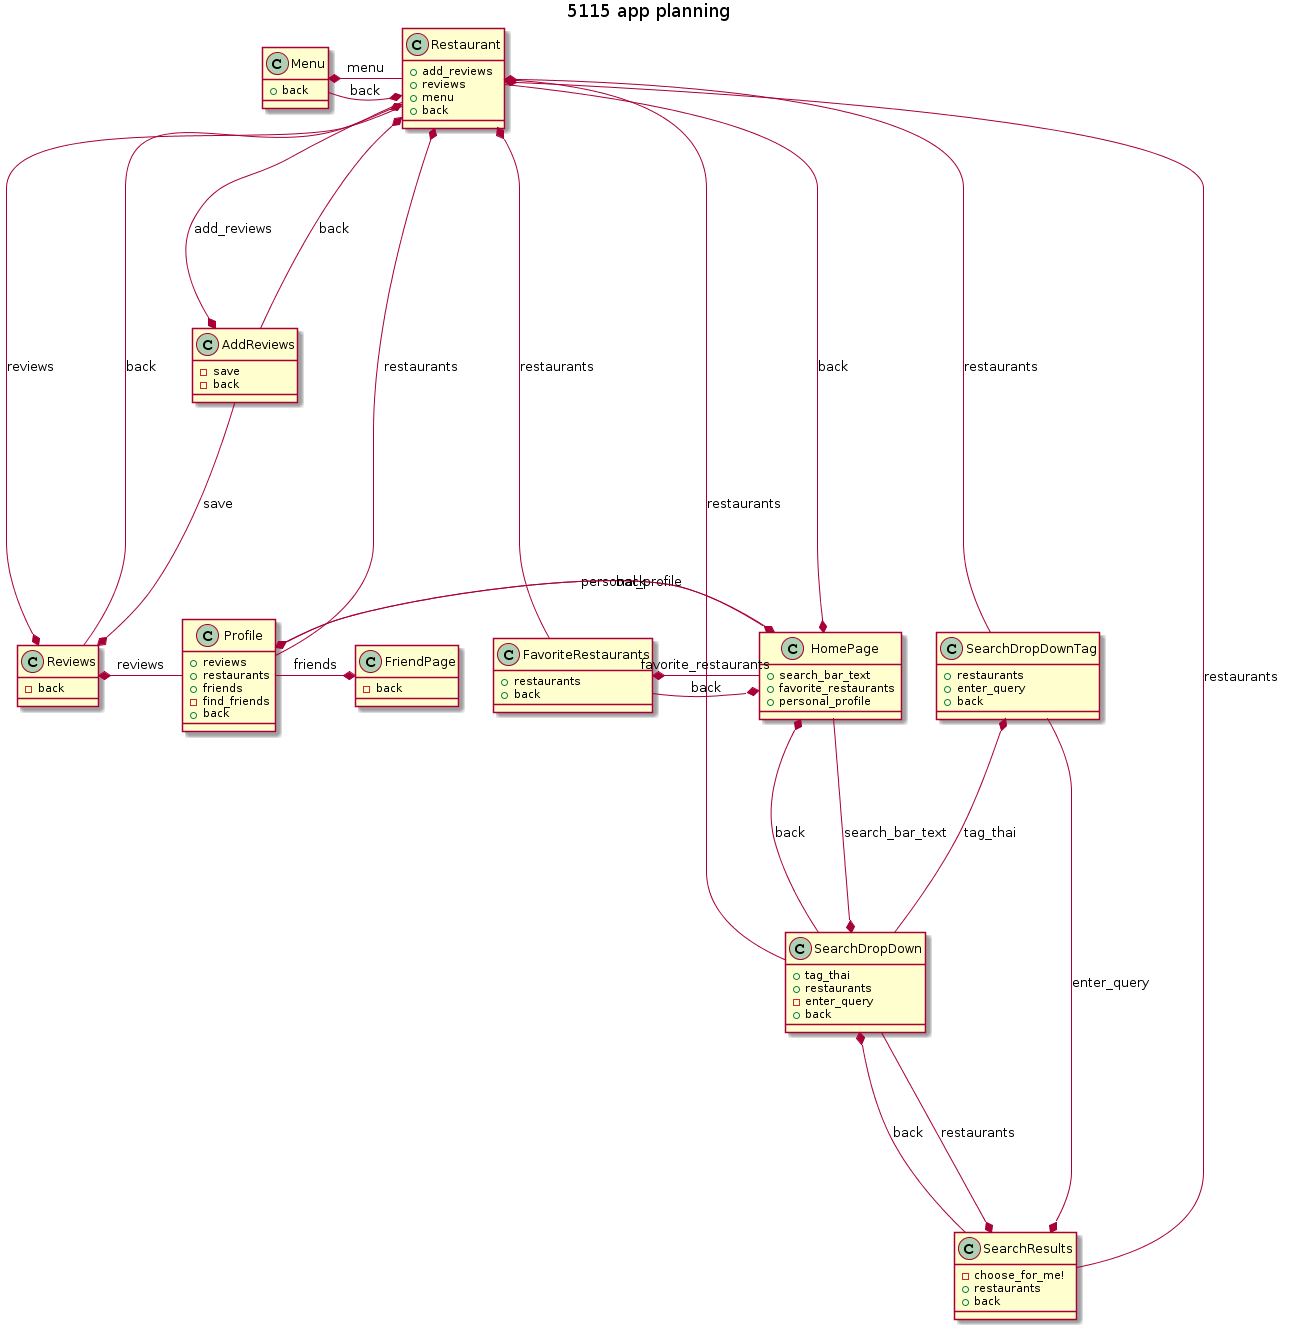 5115 app planning
C Restaurant
add_reviews
reviews
menu
back
C Menu
back
menu
back
add_reviews
back
reviews
back
restaurants
restaurants
back
restaurants
C AddReviews
save
back
save
restaurants
personal_profile
back
restaurants
C Reviews
back
reviews
C Profile
reviews
restaurants
friends
find_friends
back
friends
C FriendPage
back
C FavoriteRestaurants
restaurants
back
favorite_restaurants
back
C HomePage
search_bar_text
favorite_restaurants
personal_profile
C SearchDropDownTag
restaurants
enter_query
back
back
search_bar_text
tag_thai
C SearchDropDown
tag_thai
restaurants
enter_query
back
enter_query
back
restaurants
C SearchResults
choose_for_me!
restaurants
back